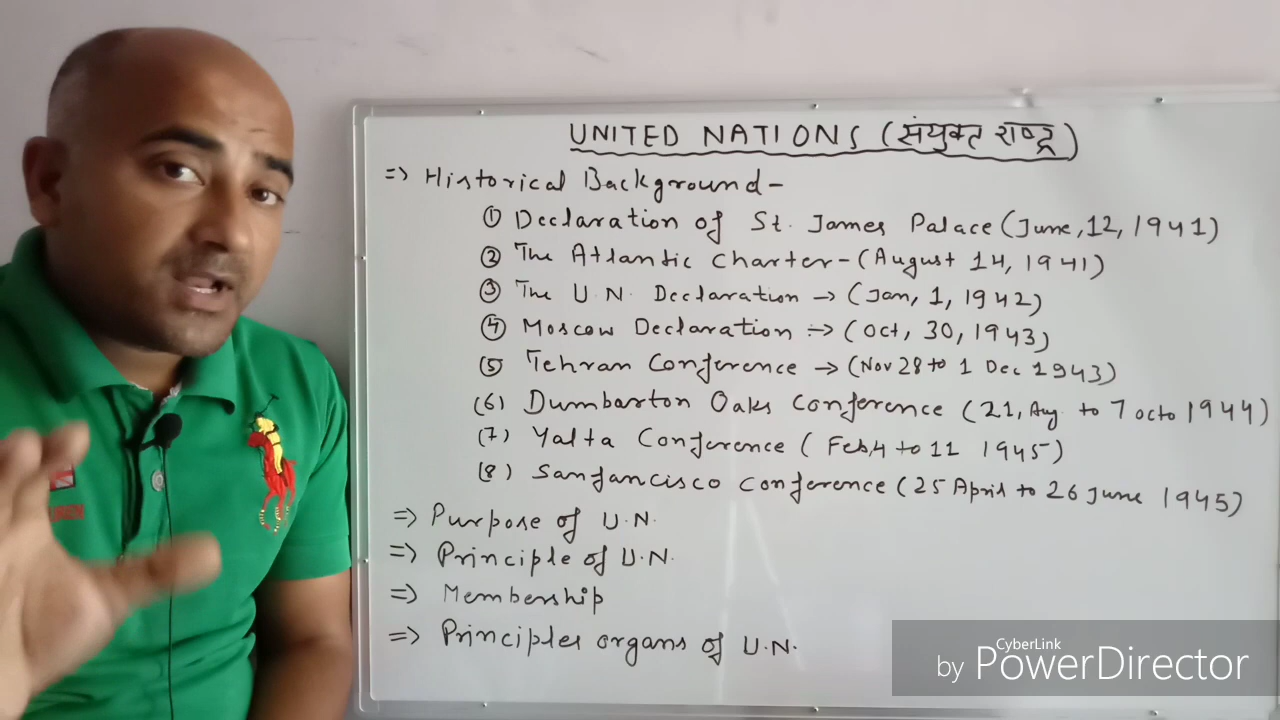 UNITED NATIONS (संयुक्त राष्ट्र)
=> Historical Background -
① Declaration of St. James Palace (June, 12, 1941)
② The Atlantic Charter - (August 14, 1941)
③ The U.N. Declaration → (Jan, 1, 1942)
④ Moscow Declaration → (Oct, 30, 1943)
⑤ Tehran Conference → (Nov 28 to 1 Dec 1943)
(6) Dumbarton Oaks Conference (21, Aug. to 7 octo 1944)
(7) Yalta Conference ( Feb,4 to 11 1945)
(8) Sanfancisco Conference (25 April to 26 June 1945)
=> Purpose of U.N.
=> Principle of U.N.
=> Membership
=> Principles organs of U.N.
CyberLink
by PowerDirector